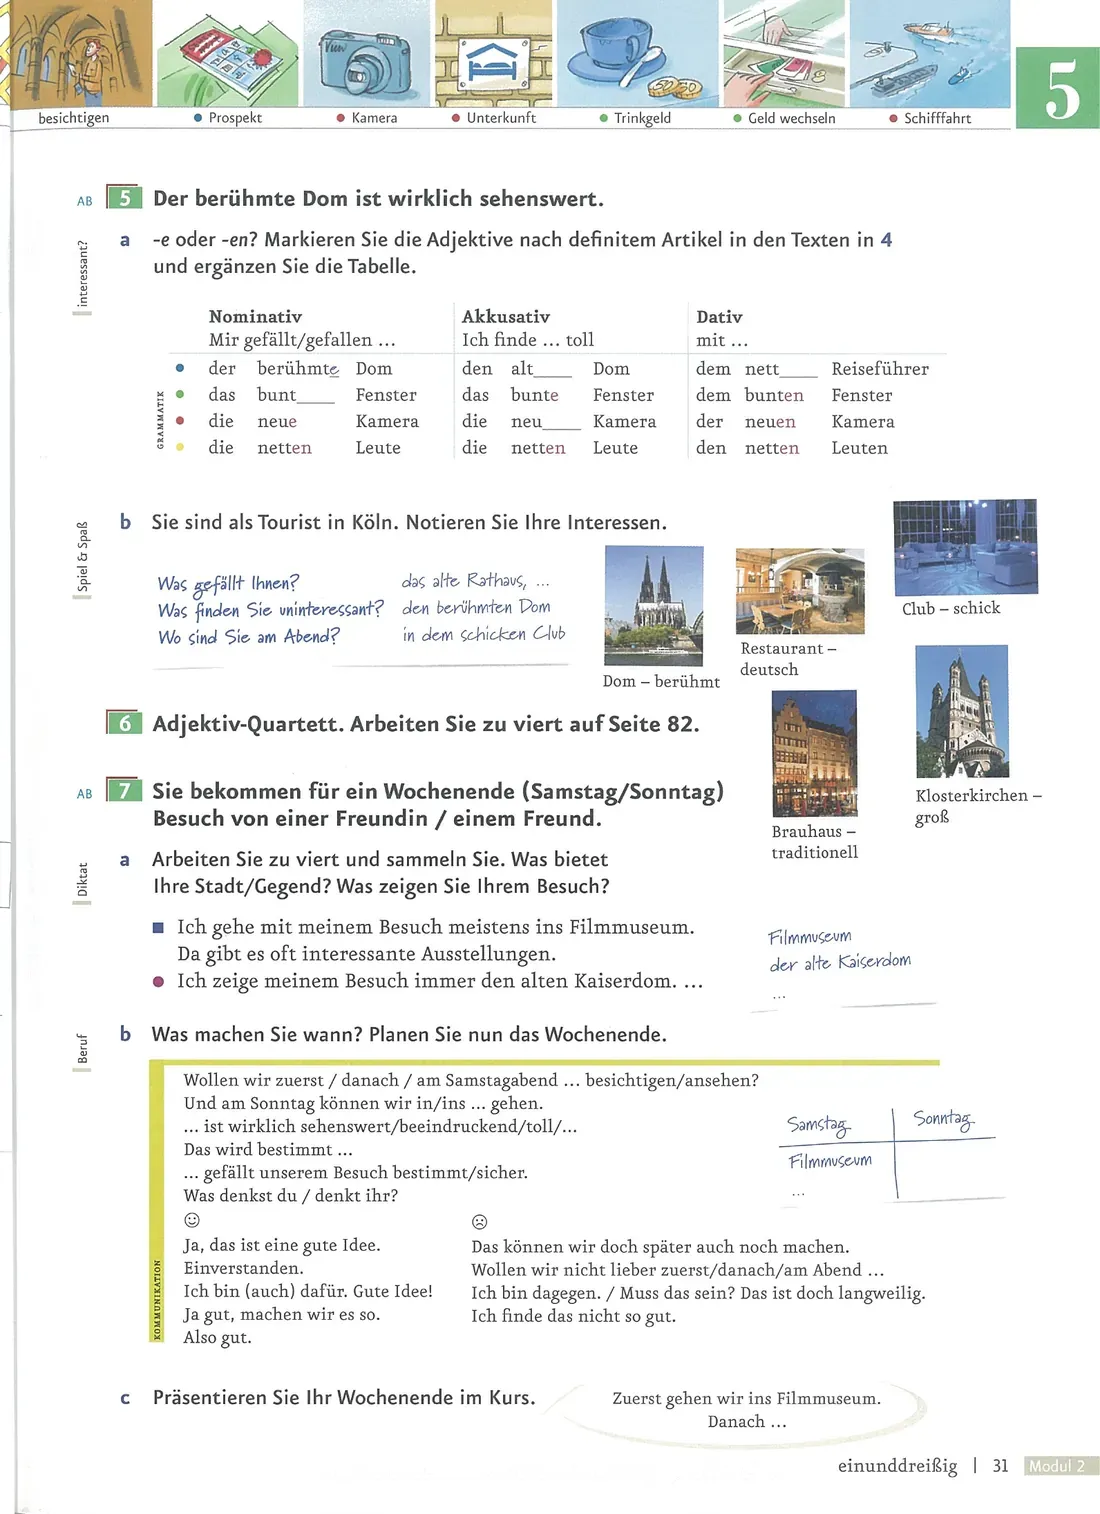 besichtigen • Prospekt • Kamera • Unterkunft • Trinkgeld • Geld wechseln • Schifffahrt
5
AB 5 Der berühmte Dom ist wirklich sehenswert.
interessant?
a -e oder -en? Markieren Sie die Adjektive nach definitem Artikel in den Texten in 4
und ergänzen Sie die Tabelle.
Nominativ Akkusativ Dativ
Mir gefällt/gefallen ... Ich finde ... toll mit ...
GRAMMATIK
• der berühmte Dom den alt____ Dom dem nett____ Reiseführer
• das bunt____ Fenster das bunte Fenster dem bunten Fenster
• die neue Kamera die neu____ Kamera der neuen Kamera
• die netten Leute die netten Leute den netten Leuten
Spiel & Spaß
b Sie sind als Tourist in Köln. Notieren Sie Ihre Interessen.
Was gefällt Ihnen? das alte Rathaus, ...
Was finden Sie uninteressant? den berühmten Dom
Wo sind Sie am Abend? in dem schicken Club
Club – schick
Restaurant –
deutsch
Dom – berühmt
6 Adjektiv-Quartett. Arbeiten Sie zu viert auf Seite 82.
Klosterkirchen –
groß
Brauhaus –
traditionell
AB 7 Sie bekommen für ein Wochenende (Samstag/Sonntag)
Besuch von einer Freundin / einem Freund.
Diktat
a Arbeiten Sie zu viert und sammeln Sie. Was bietet
Ihre Stadt/Gegend? Was zeigen Sie Ihrem Besuch?
■ Ich gehe mit meinem Besuch meistens ins Filmmuseum.
Da gibt es oft interessante Ausstellungen.
● Ich zeige meinem Besuch immer den alten Kaiserdom. ...
Filmmuseum
der alte Kaiserdom
...
Beruf
b Was machen Sie wann? Planen Sie nun das Wochenende.
KOMMUNIKATION
Wollen wir zuerst / danach / am Samstagabend ... besichtigen/ansehen?
Und am Sonntag können wir in/ins ... gehen.
... ist wirklich sehenswert/beeindruckend/toll/...
Das wird bestimmt ...
... gefällt unserem Besuch bestimmt/sicher.
Was denkst du / denkt ihr?
Samstag Sonntag
Filmmuseum
...
☺ ☹
Ja, das ist eine gute Idee. Das können wir doch später auch noch machen.
Einverstanden. Wollen wir nicht lieber zuerst/danach/am Abend ...
Ich bin (auch) dafür. Gute Idee! Ich bin dagegen. / Muss das sein? Das ist doch langweilig.
Ja gut, machen wir es so. Ich finde das nicht so gut.
Also gut.
c Präsentieren Sie Ihr Wochenende im Kurs.
Zuerst gehen wir ins Filmmuseum.
Danach ...
einunddreißig | 31 Modul 2